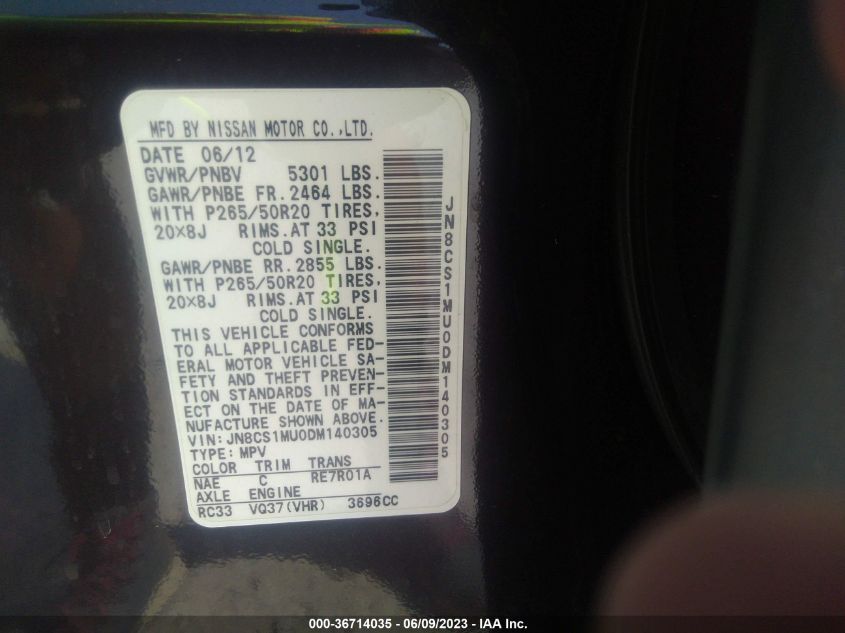 MFD BY NISSAN MOTOR CO.,LTD.
DATE 06/12
GVWR/PNBV 5301 LBS.
GAWR/PNBE FR. 2464 LBS.
WITH P265/50R20 TIRES,
20×8J RIMS.AT 33 PSI
COLD SINGLE.
GAWR/PNBE RR. 2855 LBS.
WITH P265/50R20 TIRES,
20×8J RIMS.AT 33 PSI
COLD SINGLE.
THIS VEHICLE CONFORMS
TO ALL APPLICABLE FED-
ERAL MOTOR VEHICLE SA-
FETY AND THEFT PREVEN-
TION STANDARDS IN EFF-
ECT ON THE DATE OF MA-
NUFACTURE SHOWN ABOVE.
VIN:JN8CS1MU0DM140305
TYPE: MPV
COLOR TRIM TRANS
NAE C RE7R01A
AXLE ENGINE
RC33 VQ37(VHR) 3696CC
JN8CS1MU0DM140305
000-36714035 - 06/09/2023 - IAA Inc.